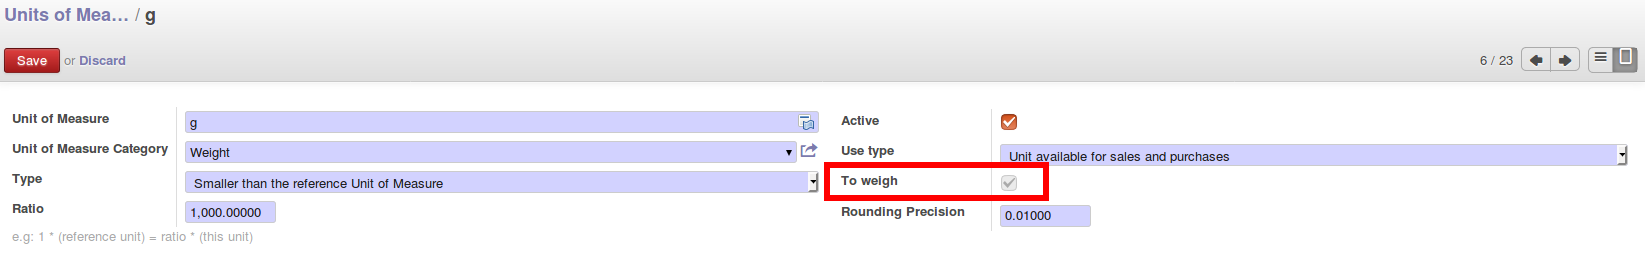 Units of Mea... / g
Save or Discard
6 / 23
Unit of Measure
g
Unit of Measure Category
Weight
Type
Smaller than the reference Unit of Measure
Ratio
1,000.00000
e.g: 1 * (reference unit) = ratio * (this unit)
Active
Use type
Unit available for sales and purchases
To weigh
Rounding Precision
0.01000